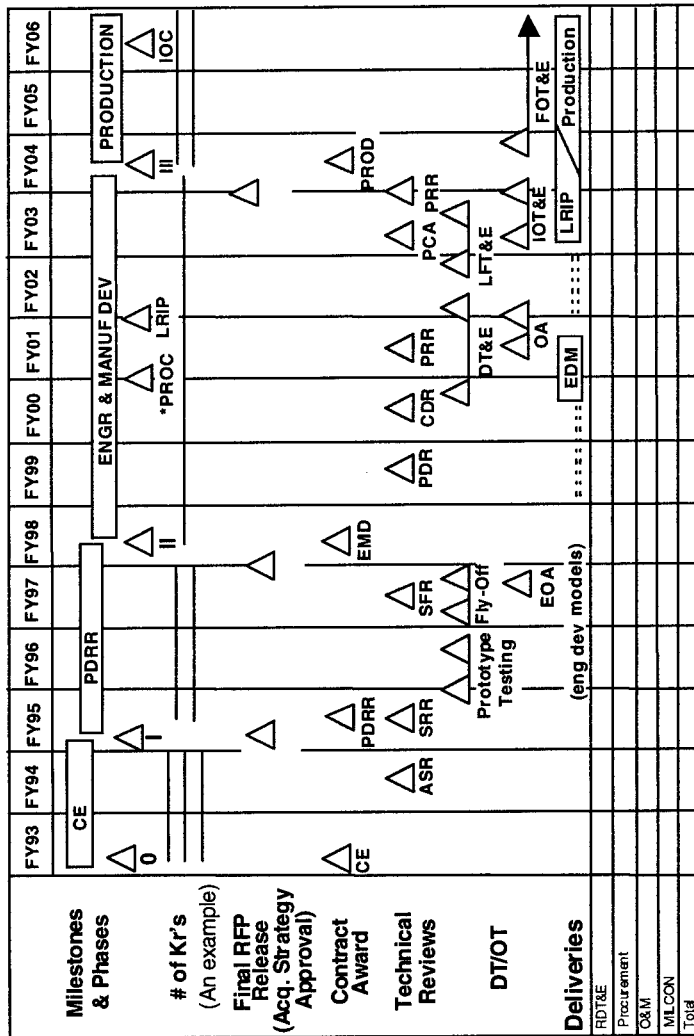 FY93 FY94 FY95 FY96 FY97 FY98 FY99 FY00 FY01 FY02 FY03 FY04 FY05 FY06
Milestones
& Phases
CE PDRR ENGR & MANUF DEV PRODUCTION
0 I II *PROC LRIP III IOC
# of Kr's
(An example)
Final RFP
Release
(Acq. Strategy
Approval)
Contract
Award
CE PDRR EMD PROD
Technical
Reviews
ASR SRR SFR PDR CDR PRR PCA PRR
DT/OT
Prototype
Testing
Fly-Off DT&E LFT&E
EOA OA IOT&E FOT&E
Deliveries
(eng dev models) EDM LRIP Production
RDT&E
Procurement
O&M
MILCON
Total